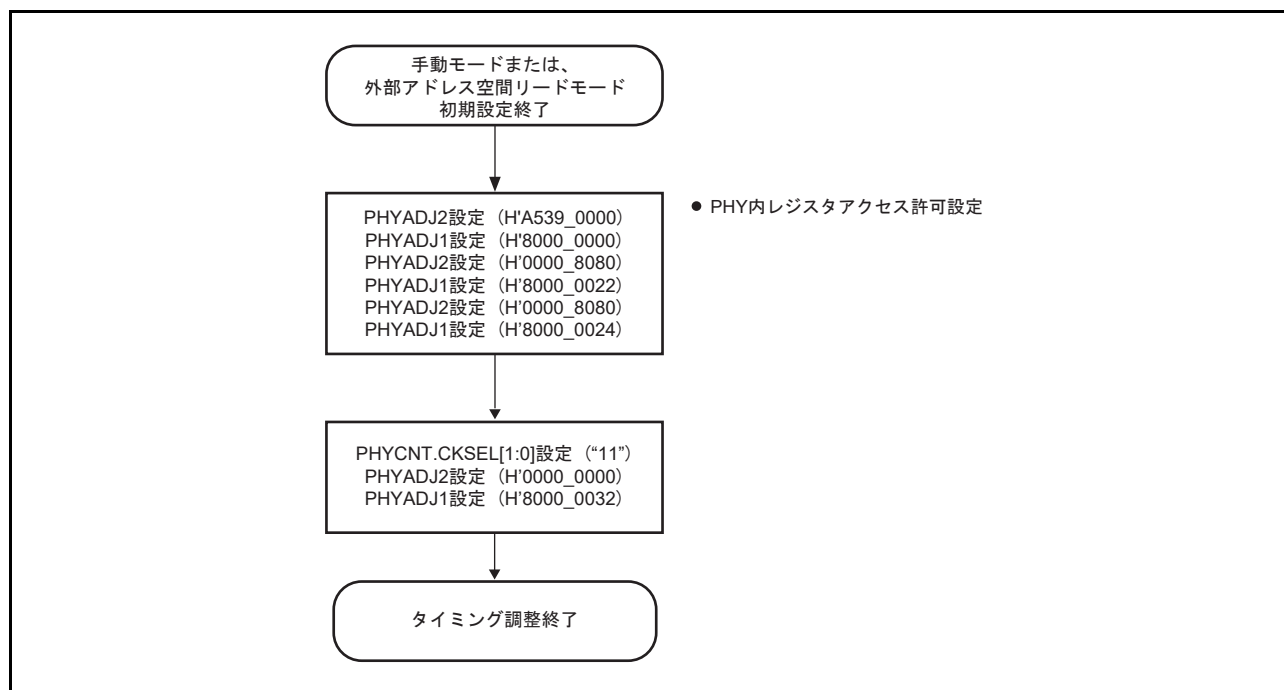 手動モードまたは、
外部アドレス空間リードモード
初期設定終了
PHYADJ2設定（H'A539_0000）
PHYADJ1設定（H'8000_0000）
PHYADJ2設定（H’0000_8080）
PHYADJ1設定（H’8000_0022）
PHYADJ2設定（H’0000_8080）
PHYADJ1設定（H’8000_0024）
● PHY内レジスタアクセス許可設定
PHYCNT.CKSEL[1:0]設定（“11”）
PHYADJ2設定（H’0000_0000）
PHYADJ1設定（H’8000_0032）
タイミング調整終了